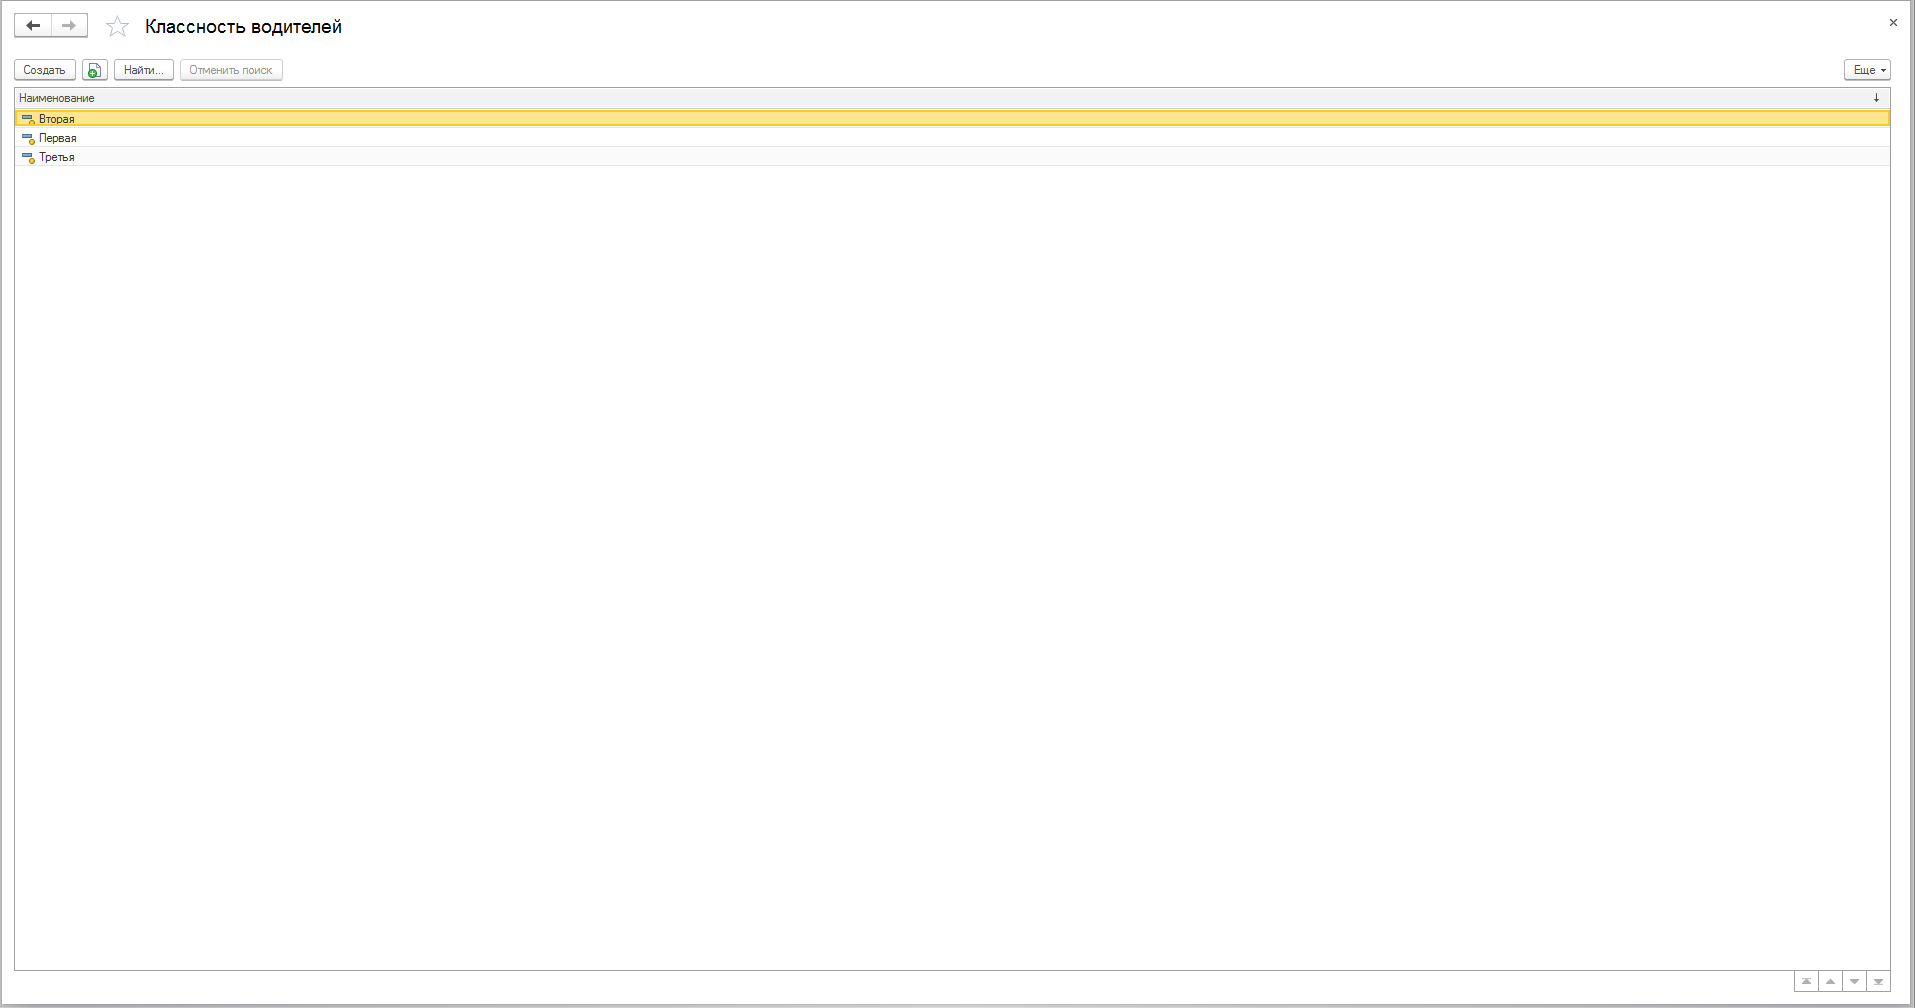 Классность водителей
Создать Найти... Отменить поиск Еще
Наименование
Вторая
Первая
Третья